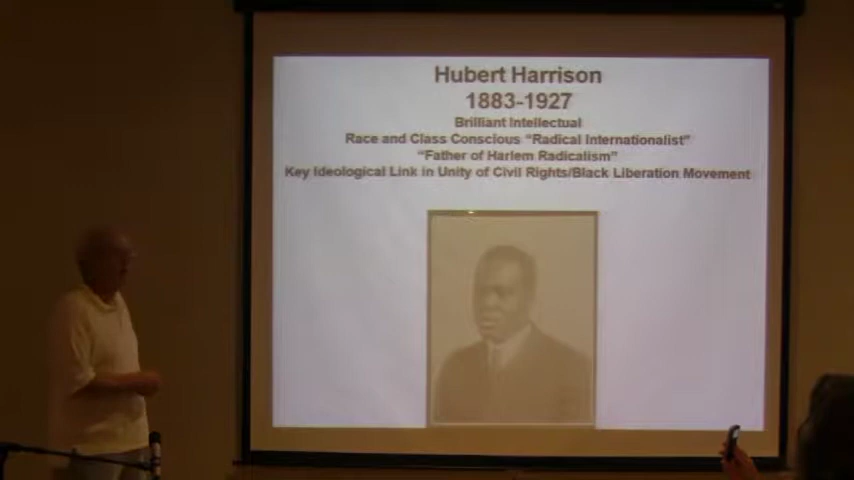 Hubert Harrison
1883-1927
Brilliant Intellectual
Race and Class Conscious “Radical Internationalist”
“Father of Harlem Radicalism”
Key Ideological Link in Unity of Civil Rights/Black Liberation Movement